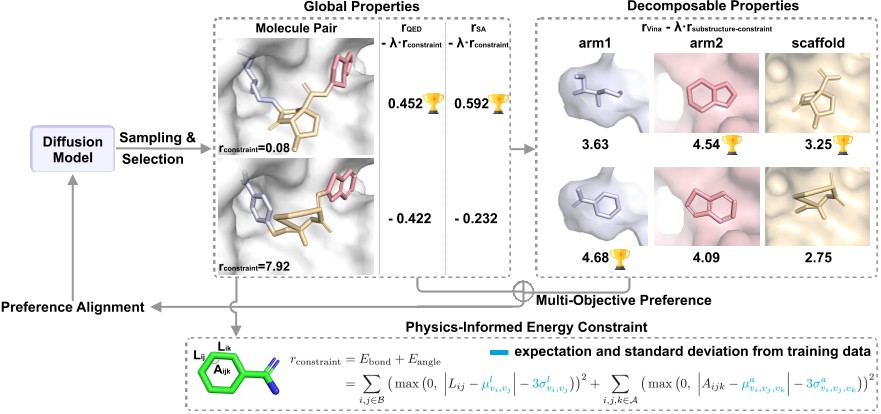 Global Properties
Decomposable Properties
Molecule Pair
r_QED - λ·r_constraint
r_SA - λ·r_constraint
r_Vina - λ·r_substructure-constraint
arm1
arm2
scaffold
Diffusion Model
Sampling & Selection
r_constraint=0.08
0.452
0.592
3.63
4.54
3.25
r_constraint=7.92
- 0.422
- 0.232
4.68
4.09
2.75
Preference Alignment
Multi-Objective Preference
Physics-Informed Energy Constraint
L_ij
L_ik
A_ijk
r_constraint = E_bond + E_angle
expectation and standard deviation from training data
= ∑_{i,j∈ℬ} (max(0, |L_ij − μ^l_{v_i,v_j}| − 3σ^l_{v_i,v_j}))² + ∑_{i,j,k∈𝒜} (max(0, |A_ijk − μ^a_{v_i,v_j,v_k}| − 3σ^a_{v_i,v_j,v_k}))²